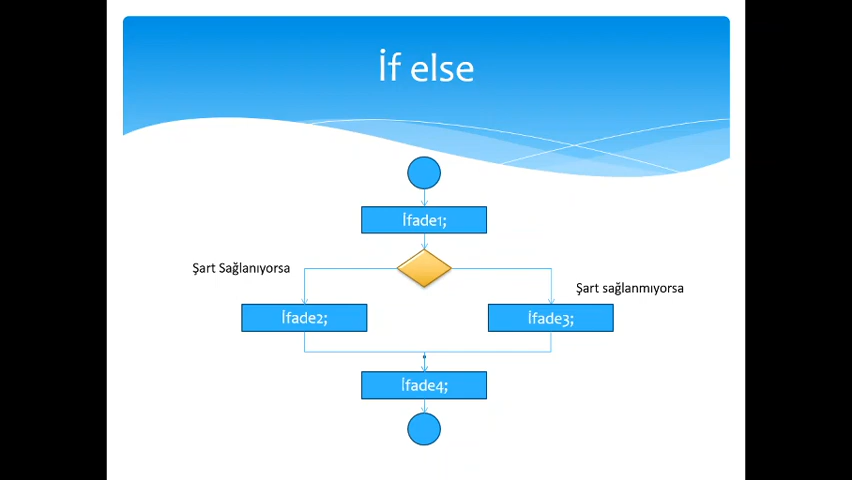 İf else
İfade1;
Şart Sağlanıyorsa
Şart sağlanmıyorsa
İfade2;
İfade3;
İfade4;